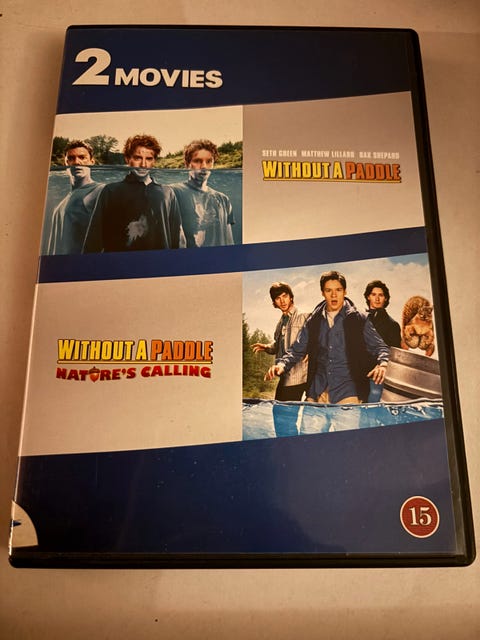 2 MOVIES
SETH GREEN MATTHEW LILLARD DAX SHEPARD
WITHOUT A PADDLE
WITHOUT A PADDLE
NATURE'S CALLING
15